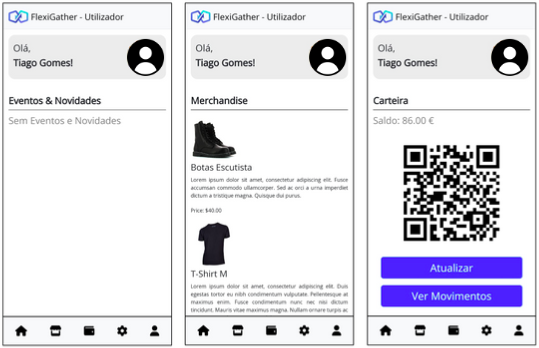 FlexiGather - Utilizador
Olá,
Tiago Gomes!
Eventos & Novidades
Sem Eventos e Novidades
FlexiGather - Utilizador
Olá,
Tiago Gomes!
Merchandise
Botas Escutista
Lorem ipsum dolor sit amet, consectetur adipiscing elit. Fusce
accumsan commodo ullamcorper. Sed ac orci a urna imperdiet
dictum a tristique magna. Quisque dui purus.
Price: $40.00
T-Shirt M
Lorem ipsum dolor sit amet, consectetur adipiscing elit. Duis
egestas tortor eu nibh condimentum vulputate. Pellentesque at
maximus enim. Fusce condimentum nunc nec nisi dictum
tincidunt. Mauris vitae maximus magna. Nullam ornare turpis ac
FlexiGather - Utilizador
Olá,
Tiago Gomes!
Carteira
Saldo: 86.00 €
Atualizar
Ver Movimentos